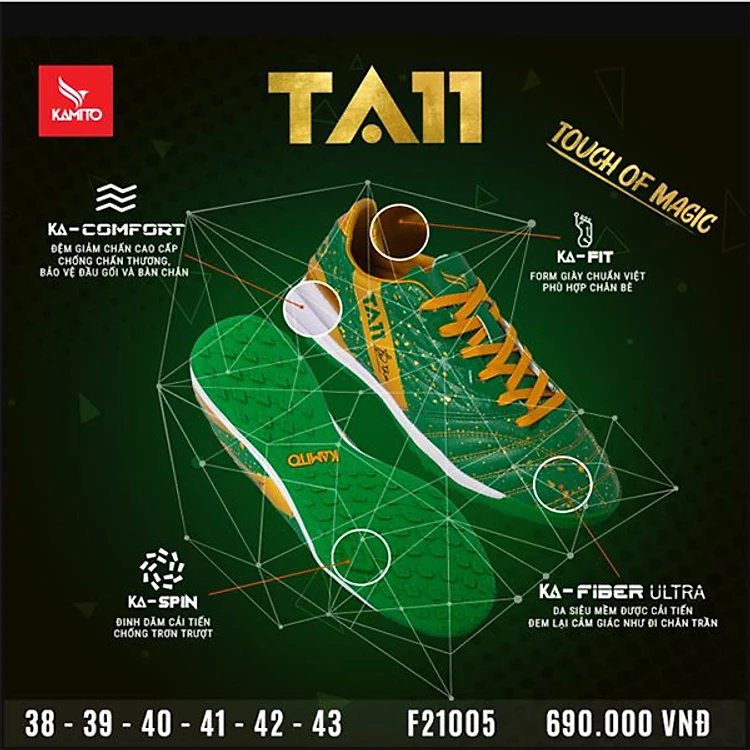 KAMITO
TA11
TOUCH OF MAGIC
KA-COMFORT
ĐỆM GIẢM CHẤN CAO CẤP
CHỐNG CHẤN THƯƠNG,
BẢO VỆ ĐẦU GỐI VÀ BÀN CHÂN
KA-FIT
FORM GIÀY CHUẨN VIỆT
PHÙ HỢP CHÂN BÈ
TA11
KAMITO
KA-SPIN
ĐINH DĂM CẢI TIẾN
CHỐNG TRƠN TRƯỢT
KA-FIBER ULTRA
DA SIÊU MỀM ĐƯỢC CẢI TIẾN
ĐEM LẠI CẢM GIÁC NHƯ ĐI CHÂN TRẦN
38 - 39 - 40 - 41 - 42 - 43 F21005 690.000 VNĐ